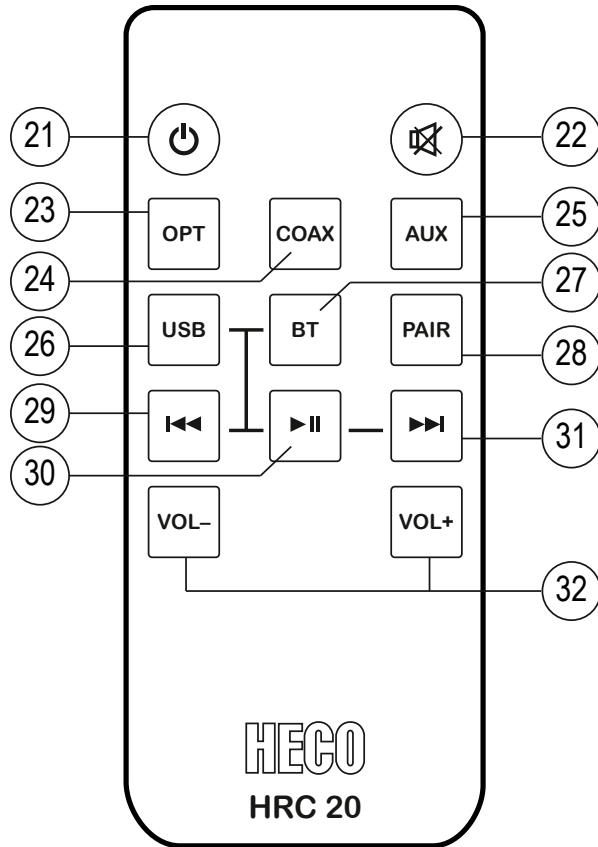 21 22
23 OPT COAX AUX 25
24 27
26 USB BT PAIR 28
29 31
30
VOL– VOL+
32
HECO
HRC 20